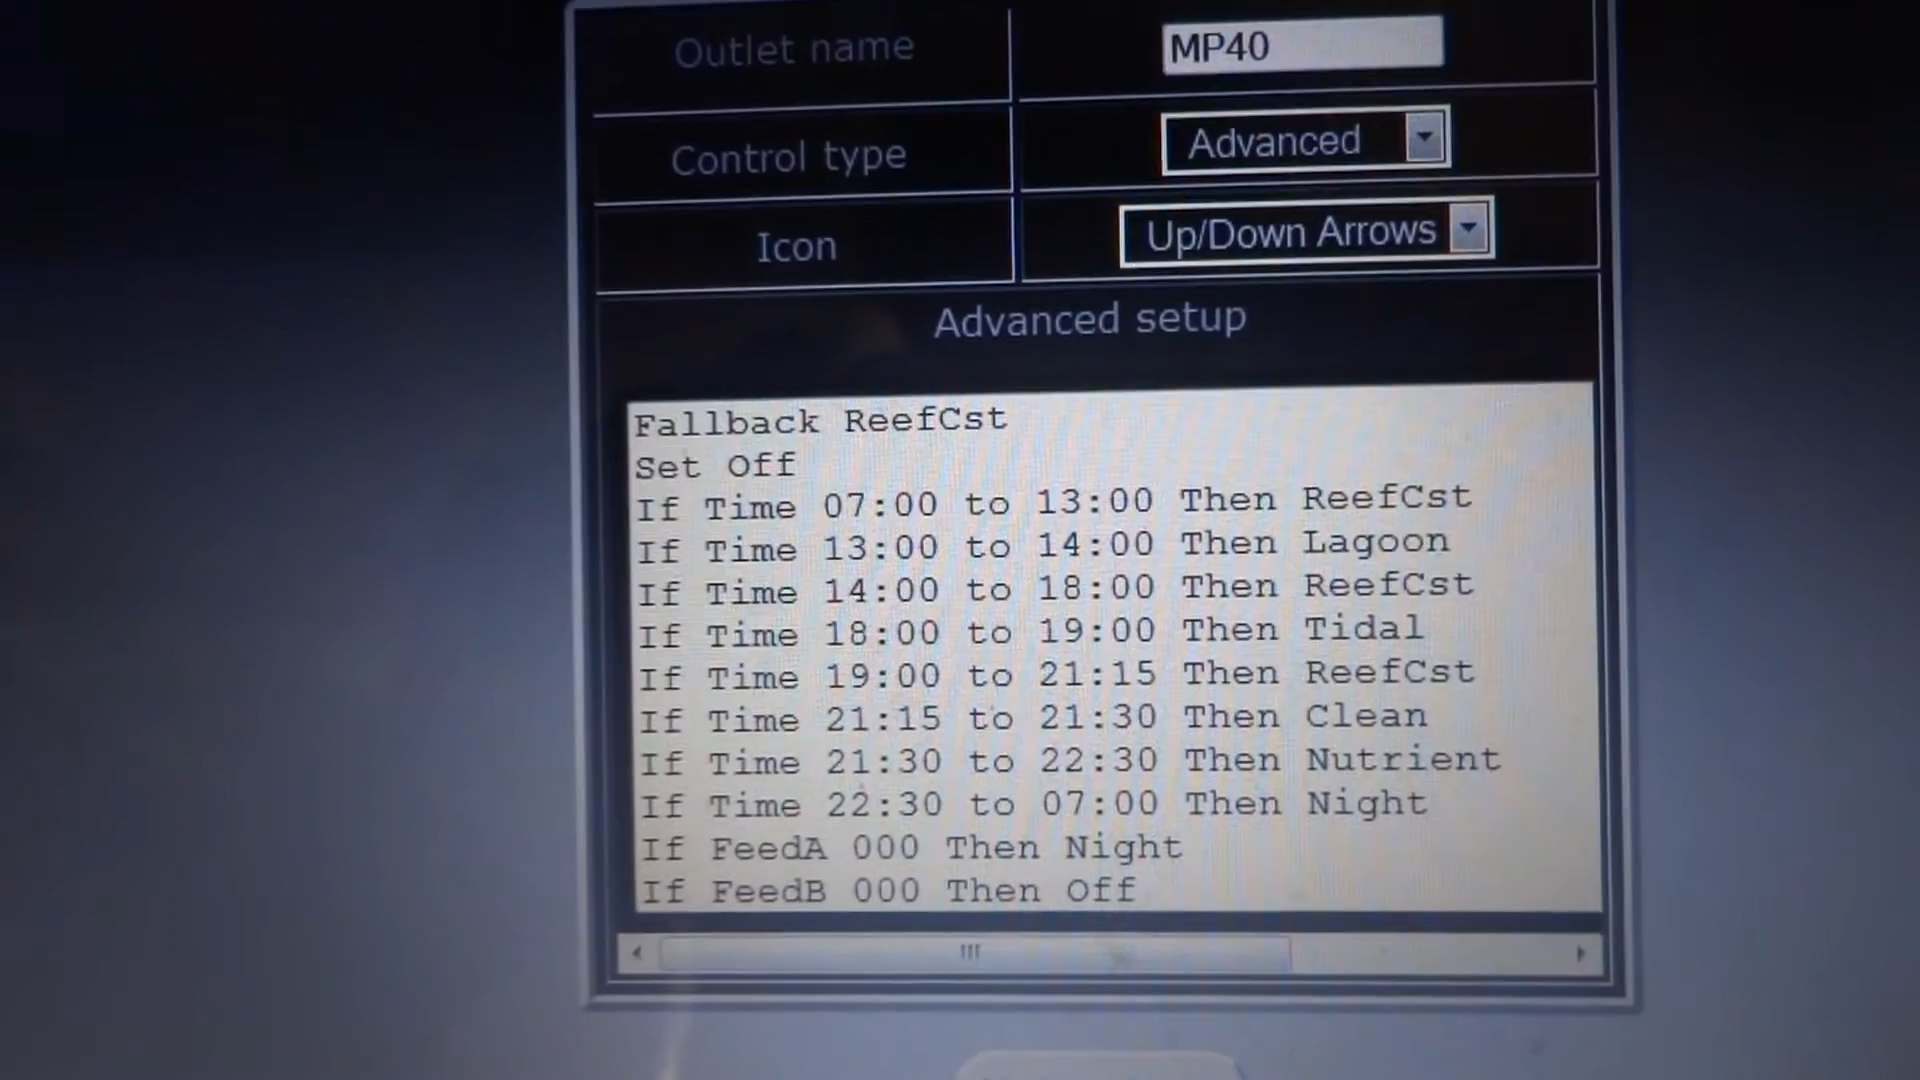 Outlet name MP40
Control type Advanced
Icon Up/Down Arrows
Advanced setup
Fallback ReefCst
Set Off
If Time 07:00 to 13:00 Then ReefCst
If Time 13:00 to 14:00 Then Lagoon
If Time 14:00 to 18:00 Then ReefCst
If Time 18:00 to 19:00 Then Tidal
If Time 19:00 to 21:15 Then ReefCst
If Time 21:15 to 21:30 Then Clean
If Time 21:30 to 22:30 Then Nutrient
If Time 22:30 to 07:00 Then Night
If FeedA 000 Then Night
If FeedB 000 Then Off